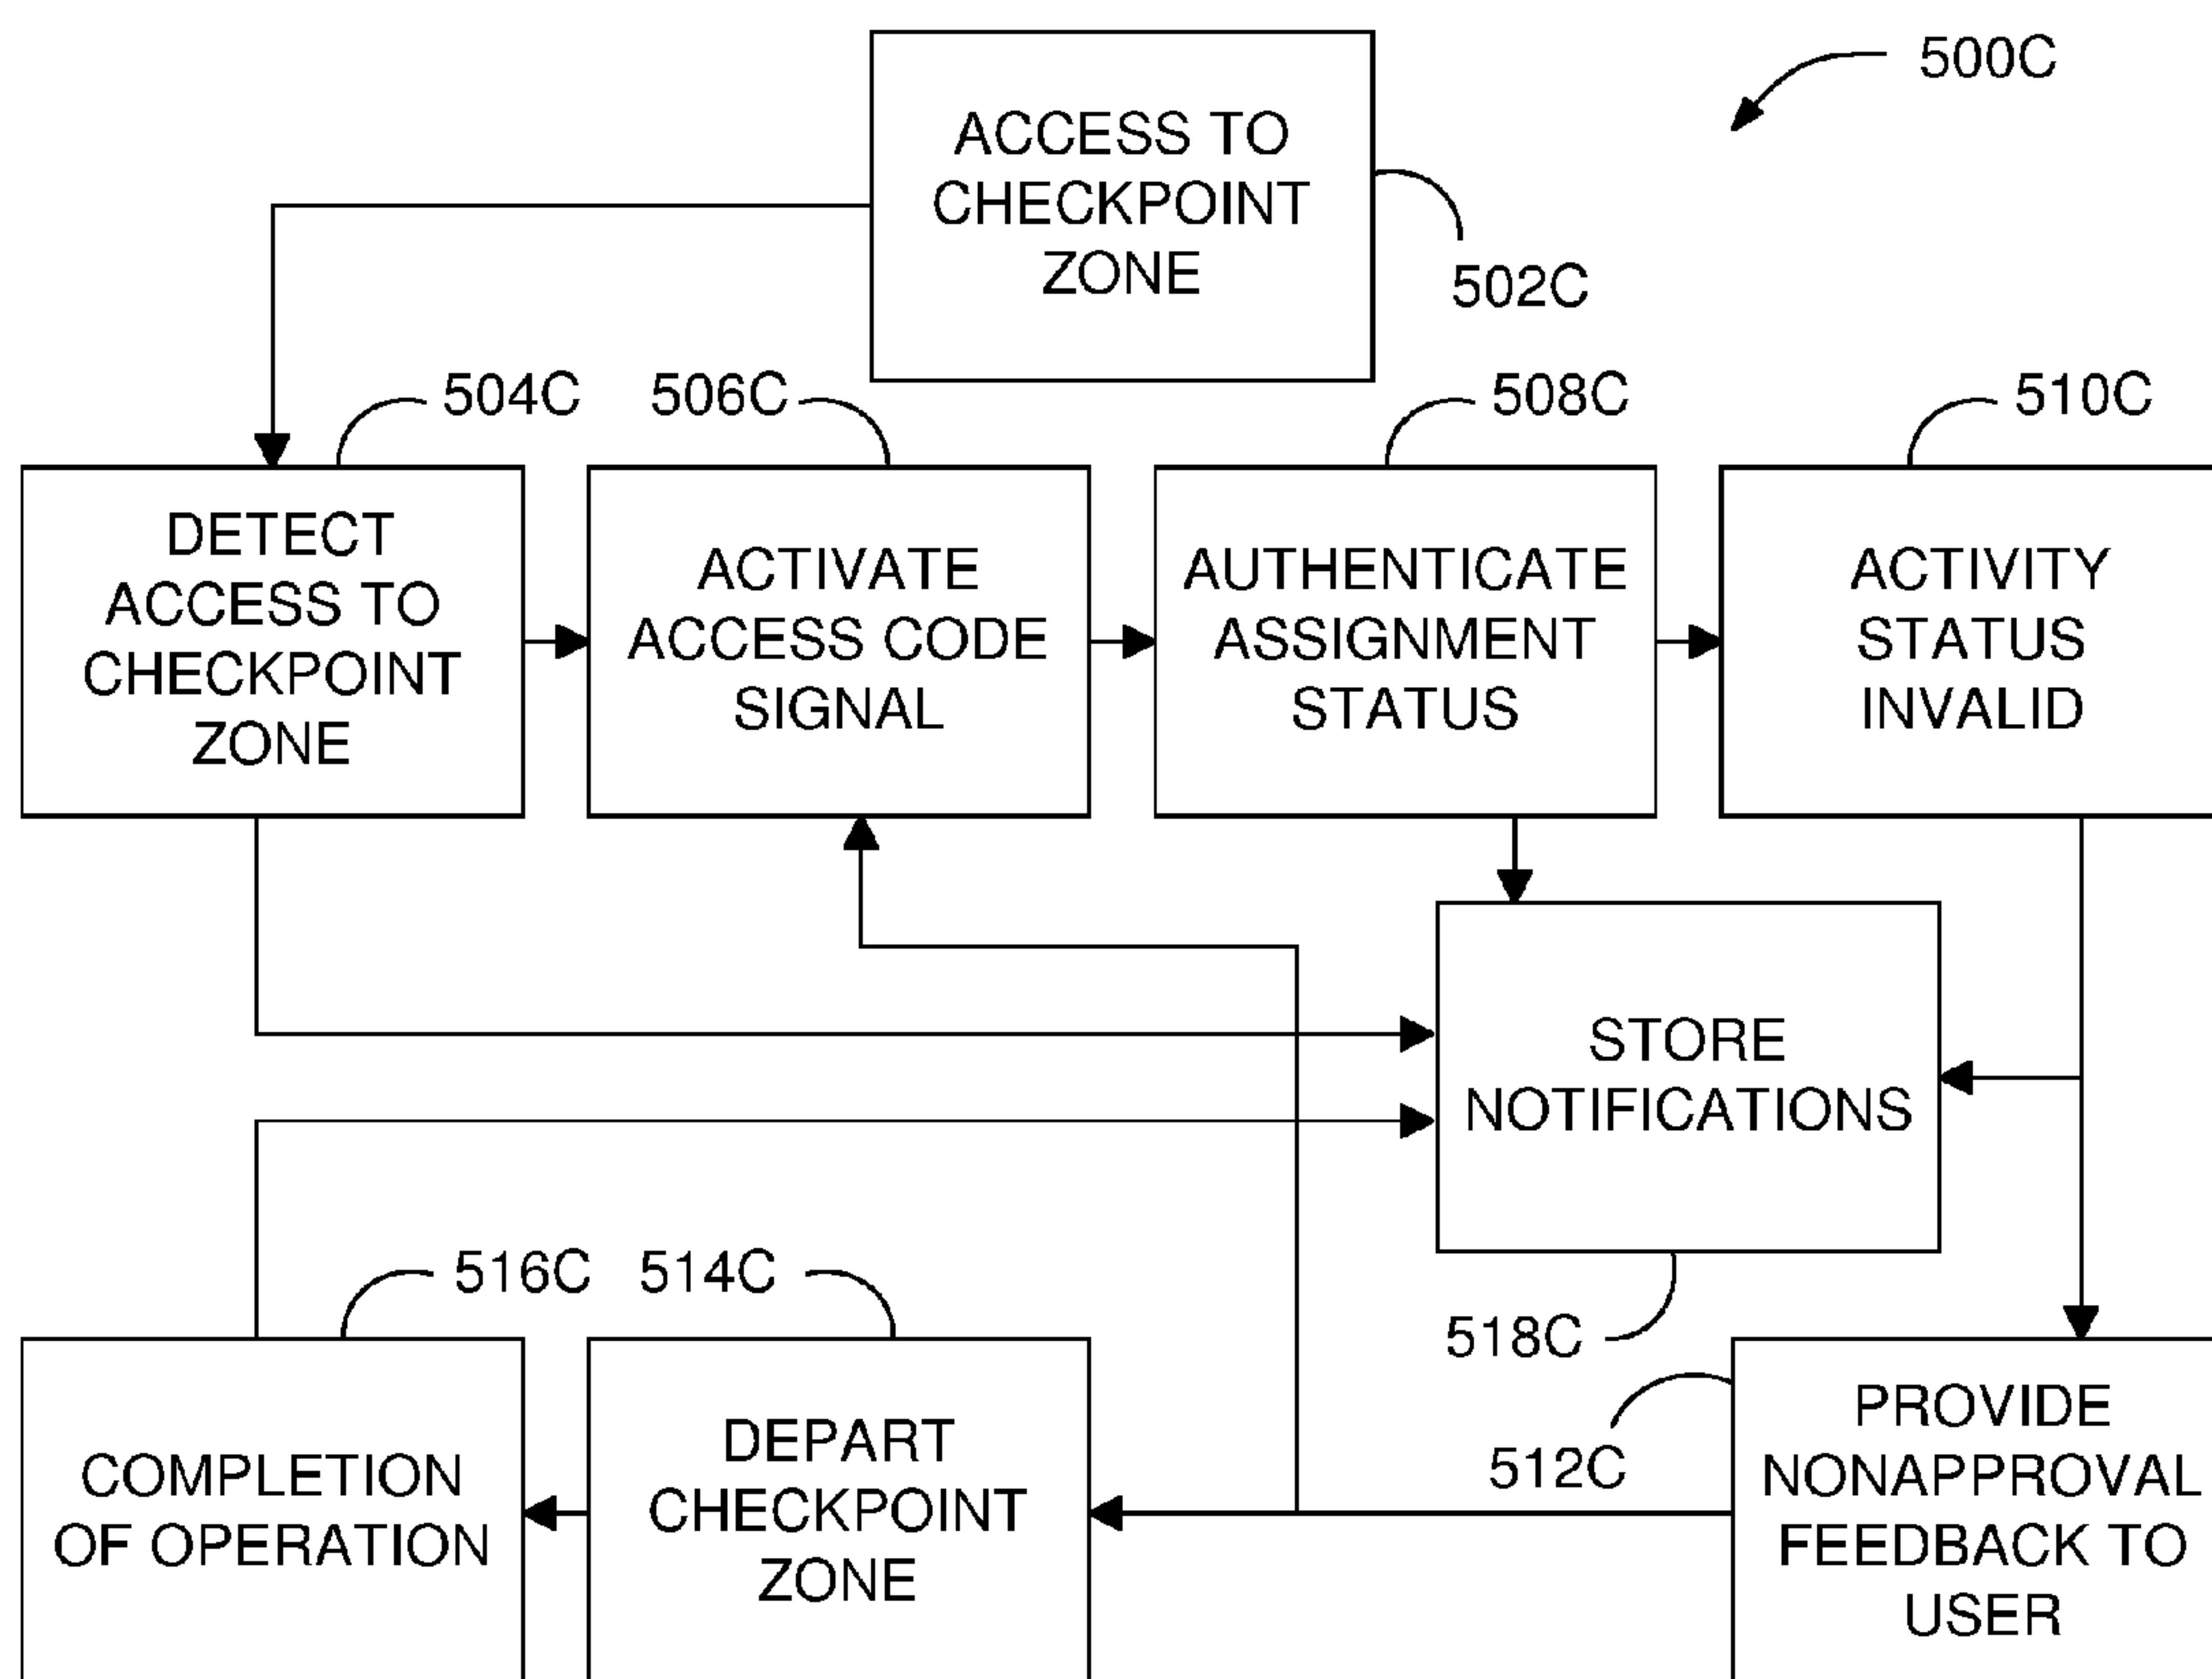 500C
ACCESS TO
CHECKPOINT
ZONE
502C
504C
506C
508C
510C
DETECT
ACCESS TO
CHECKPOINT
ZONE
ACTIVATE
ACCESS CODE
SIGNAL
AUTHENTICATE
ASSIGNMENT
STATUS
ACTIVITY
STATUS
INVALID
STORE
NOTIFICATIONS
516C
514C
518C
512C
COMPLETION
OF OPERATION
DEPART
CHECKPOINT
ZONE
PROVIDE
NONAPPROVAL
FEEDBACK TO
USER